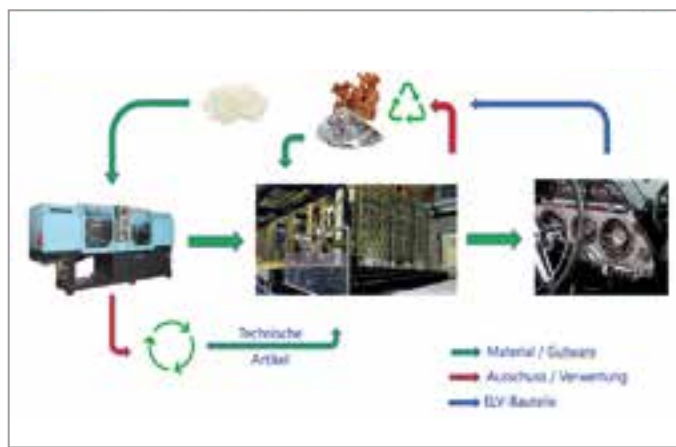 Technische
Artikel
Material / Gutware
Ausschuss / Verwertung
ELV-Bauteile